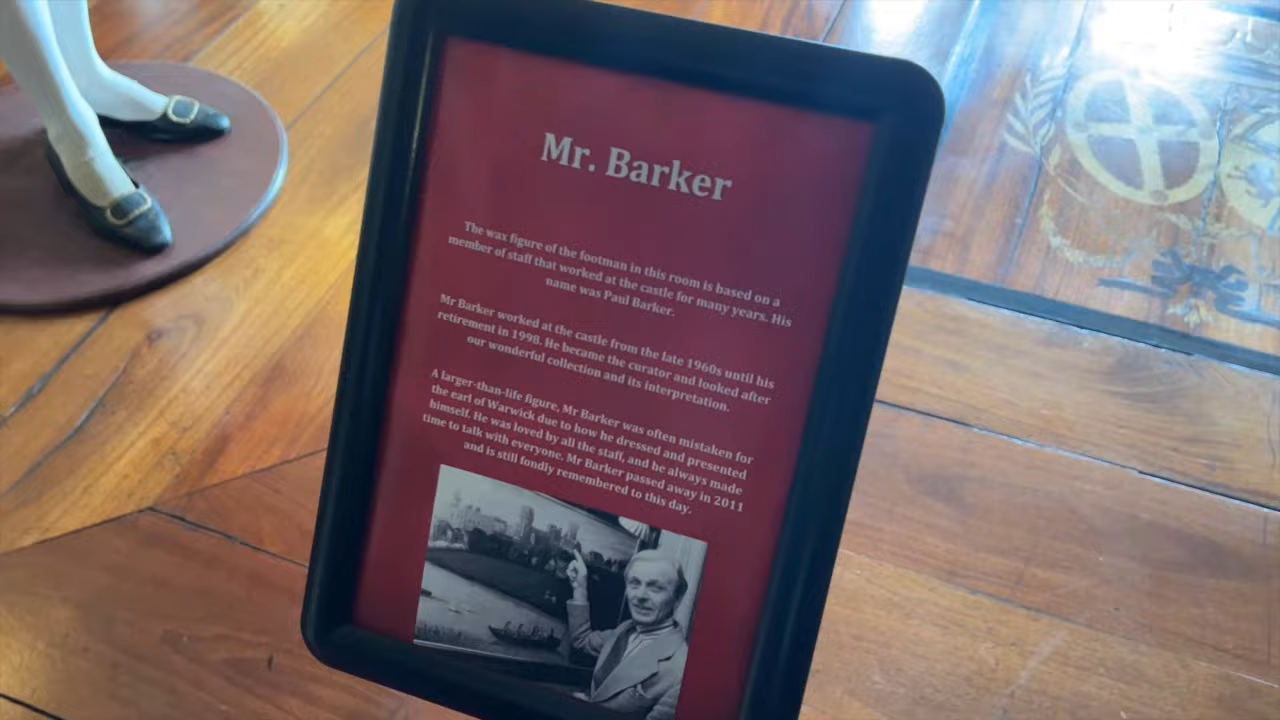 Mr. Barker
The wax figure of the footman in this room is based on a
member of staff that worked at the castle for many years. His
name was Paul Barker.
Mr Barker worked at the castle from the late 1960s until his
retirement in 1998. He became the curator and looked after
our wonderful collection and its interpretation.
A larger-than-life figure, Mr Barker was often mistaken for
the earl of Warwick due to how he dressed and presented
himself. He was loved by all the staff, and he always made
time to talk with everyone. Mr Barker passed away in 2011
and is still fondly remembered to this day.